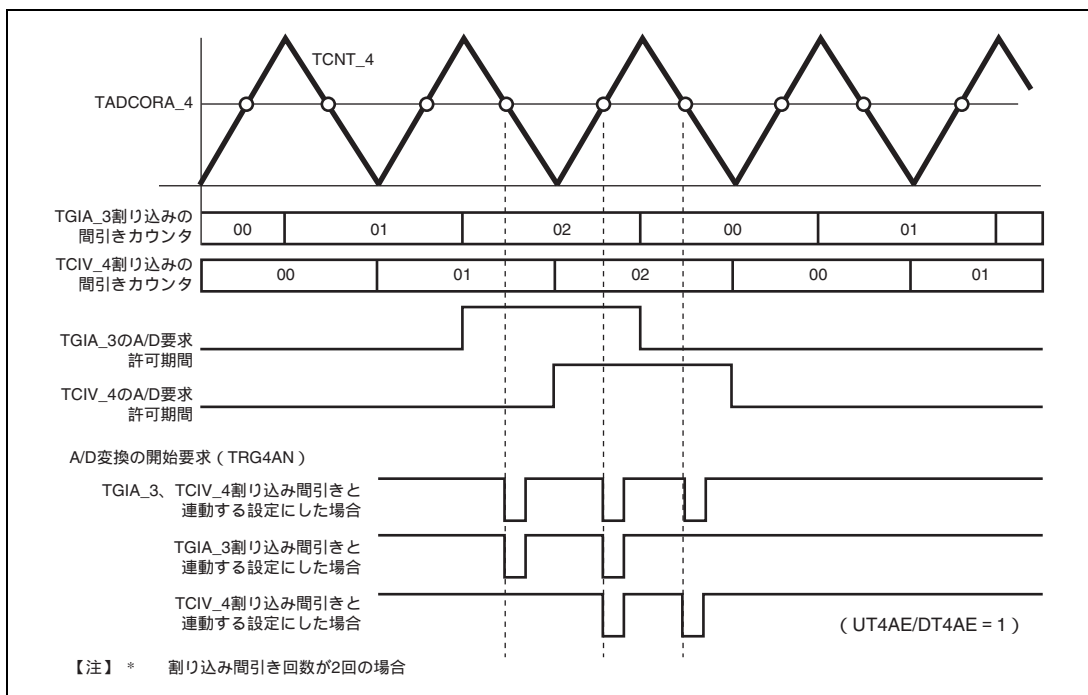 TCNT_4
TADCORA_4
TGIA_3割り込みの
間引きカウンタ
00 01 02 00 01
TCIV_4割り込みの
間引きカウンタ
00 01 02 00 01
TGIA_3のA/D要求
許可期間
TCIV_4のA/D要求
許可期間
A/D変換の開始要求(TRG4AN)
TGIA_3、TCIV_4割り込み間引きと
連動する設定にした場合
TGIA_3割り込み間引きと
連動する設定にした場合
TCIV_4割り込み間引きと
連動する設定にした場合
(UT4AE/DT4AE = 1)
【注】 * 割り込み間引き回数が2回の場合